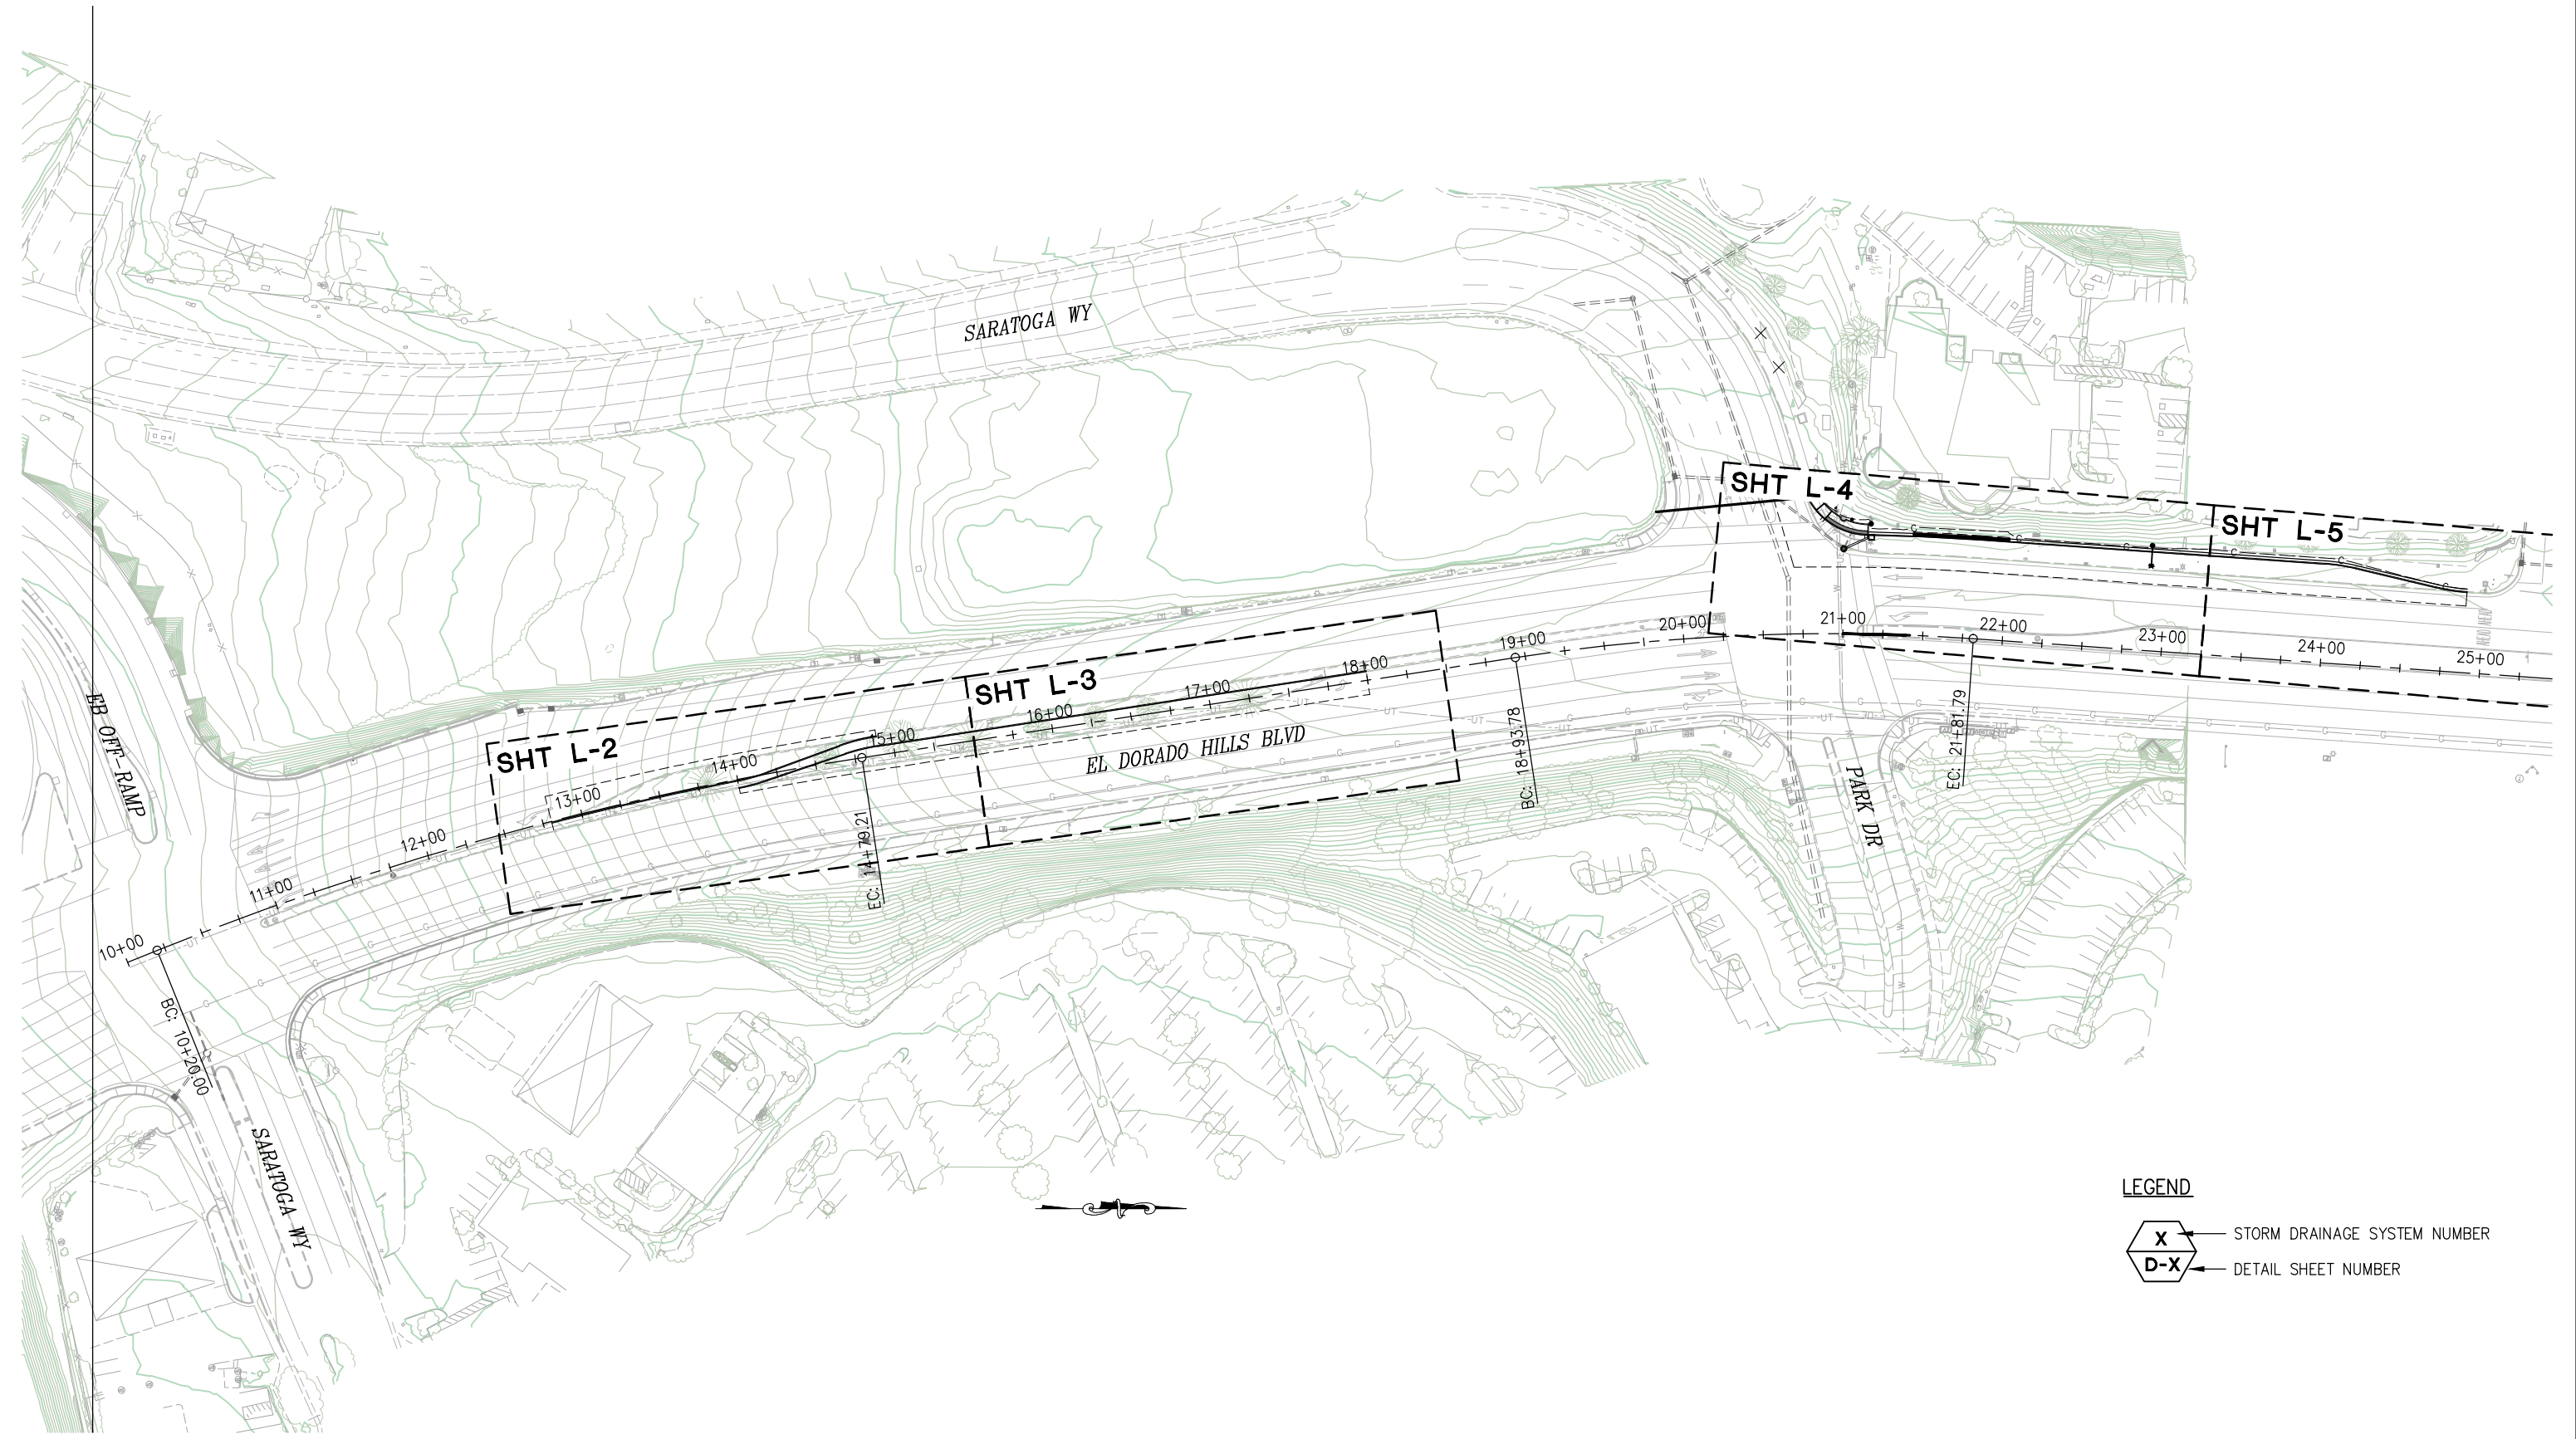 SARATOGA WY
SHT L-4
SHT L-5
SHT L-3
SHT L-2
EL DORADO HILLS BLVD
EB OFF-RAMP
PARK DR
SARATOGA WY
10+00
11+00
12+00
13+00
14+00
15+00
16+00
17+00
18+00
19+00
20+00
21+00
22+00
23+00
24+00
25+00
BC: 10+20.00
EC: 14+79.21
BC: 18+93.78
EC: 21+81.79
LEGEND
X
STORM DRAINAGE SYSTEM NUMBER
D-X
DETAIL SHEET NUMBER